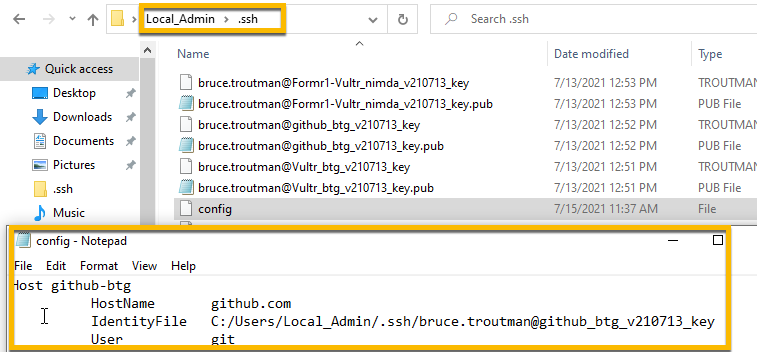 Local_Admin > .ssh
Search .ssh
Name
Date modified
Type
Quick access
Desktop
Downloads
Documents
Pictures
.ssh
Music
bruce.troutman@Formr1-Vultr_nimda_v210713_key 7/13/2021 12:53 PM TROUTMAN
bruce.troutman@Formr1-Vultr_nimda_v210713_key.pub 7/13/2021 12:53 PM PUB File
bruce.troutman@github_btg_v210713_key 7/13/2021 12:52 PM TROUTMAN
bruce.troutman@github_btg_v210713_key.pub 7/13/2021 12:52 PM PUB File
bruce.troutman@Vultr_btg_v210713_key 7/13/2021 12:51 PM TROUTMAN
bruce.troutman@Vultr_btg_v210713_key.pub 7/13/2021 12:51 PM PUB File
config 7/15/2021 11:37 AM File
config - Notepad
File Edit Format View Help
Host github-btg
HostName github.com
IdentityFile C:/Users/Local_Admin/.ssh/bruce.troutman@github_btg_v210713_key
User git